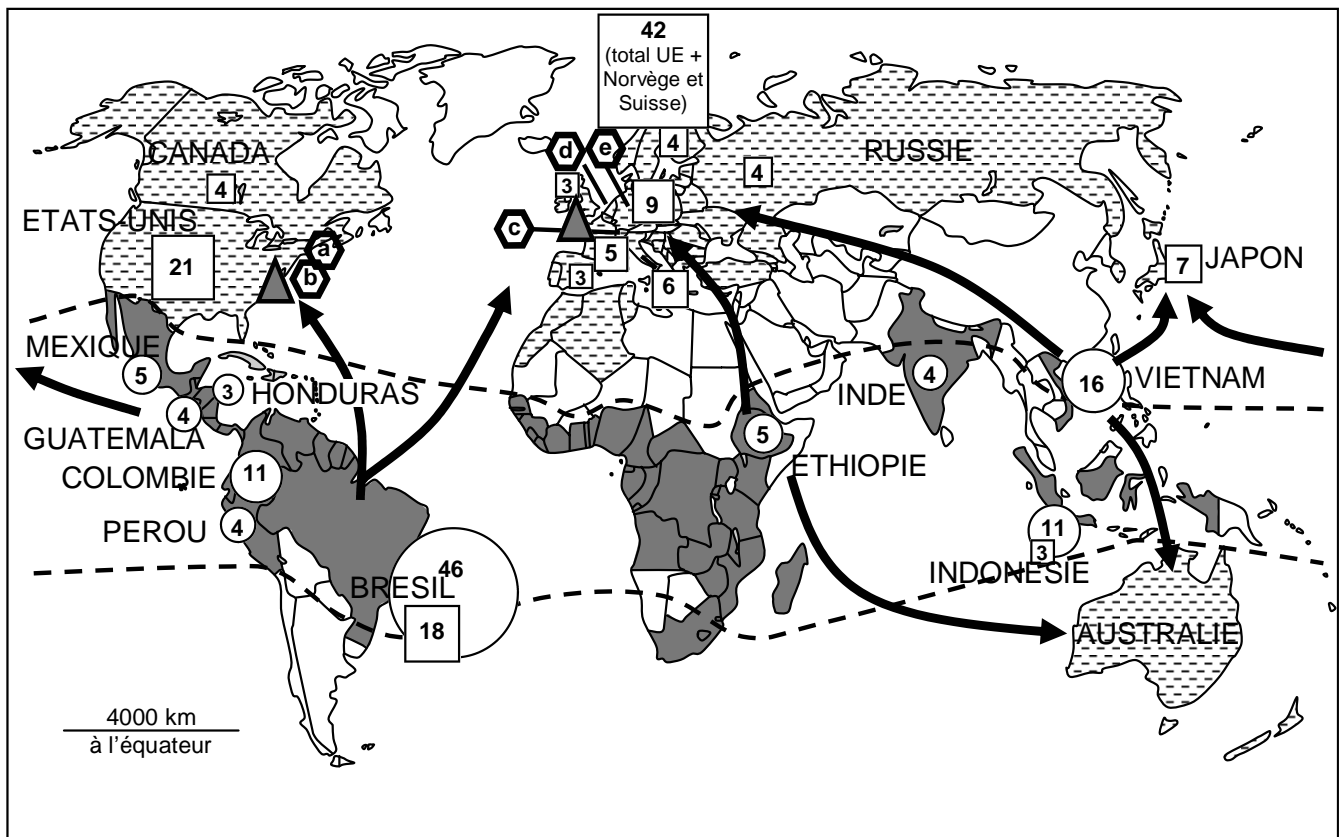 42
(total UE +
Norvège et
Suisse)
d
e
4
CANADA
RUSSIE
4
3
4
9
ETATS-UNIS
c
a
5
21
b
7
JAPON
3
6
MEXIQUE
5
3
HONDURAS
INDE
4
16
VIETNAM
4
GUATEMALA
5
COLOMBIE
11
ETHIOPIE
PEROU
4
11
3
INDONESIE
46
BRESIL
18
AUSTRALIE
4000 km
à l'équateur